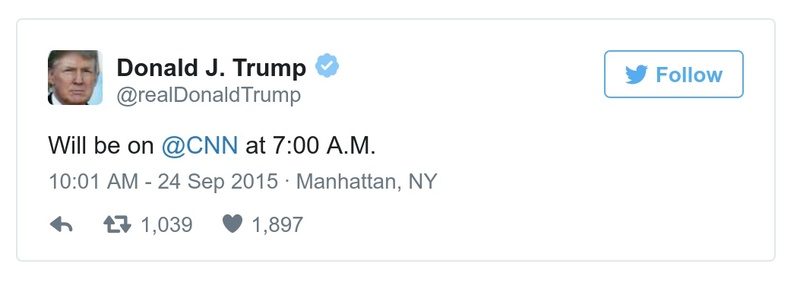 Donald J. Trump
@realDonaldTrump
Follow
Will be on @CNN at 7:00 A.M.
10:01 AM - 24 Sep 2015 · Manhattan, NY
1,039 1,897